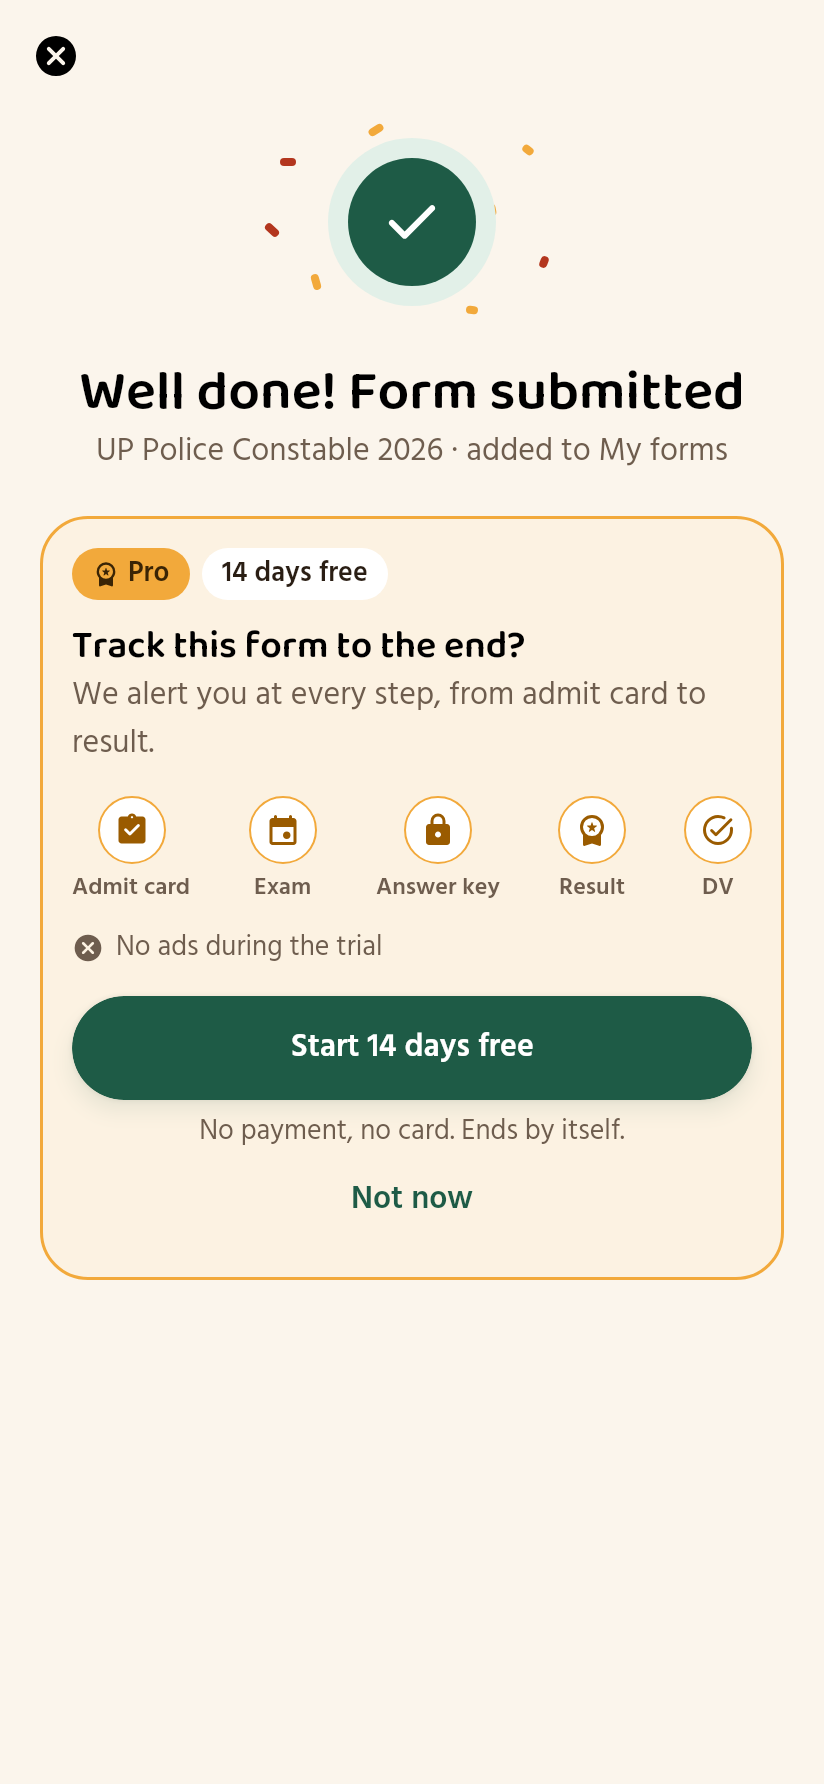 Well done! Form submitted
UP Police Constable 2026 · added to My forms
Pro
14 days free
Track this form to the end?
We alert you at every step, from admit card to
result.
Admit card
Exam
Answer key
Result
DV
No ads during the trial
Start 14 days free
No payment, no card. Ends by itself.
Not now